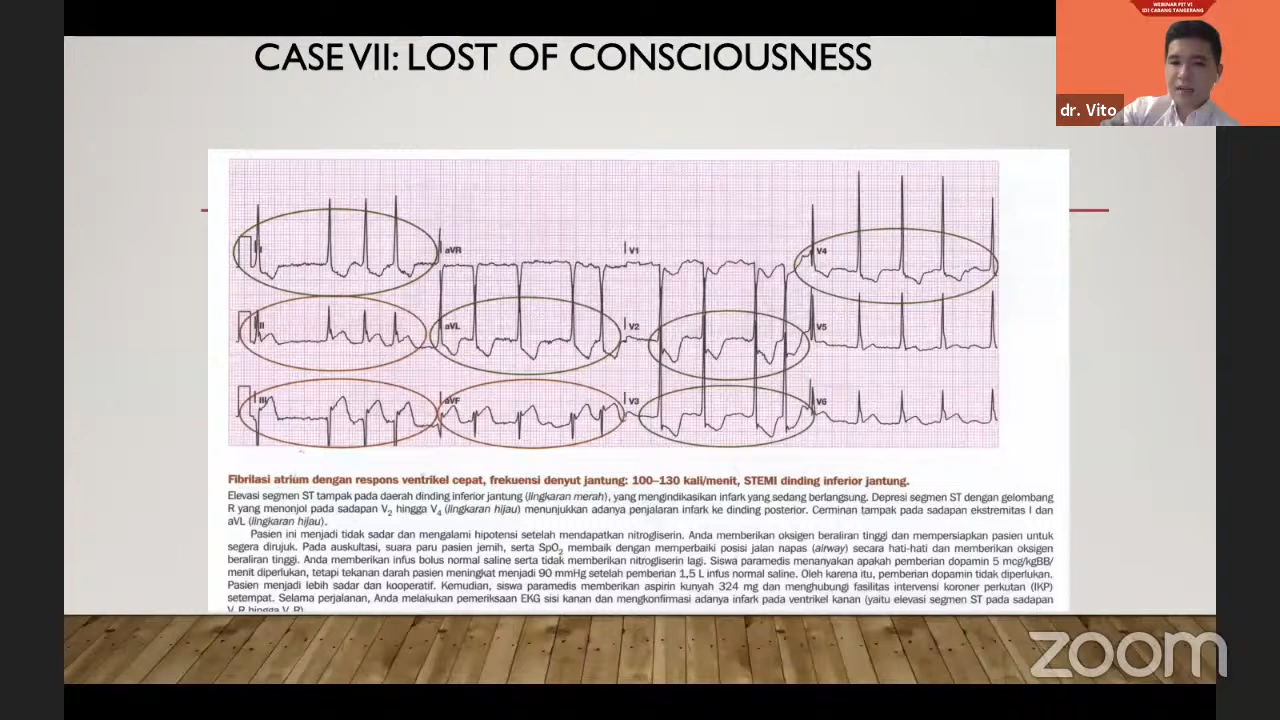 WEBINAR PIT VI
IDI CABANG TANGERANG
dr. Vito
CASE VII: LOST OF CONSCIOUSNESS
I
aVR
V1
V4
II
aVL
V2
V5
III
aVF
V3
V6
Fibrilasi atrium dengan respons ventrikel cepat, frekuensi denyut jantung: 100–130 kali/menit, STEMI dinding inferior jantung.
Elevasi segmen ST tampak pada daerah dinding inferior jantung (lingkaran merah), yang mengindikasikan infark yang sedang berlangsung. Depresi segmen ST dengan gelombang
R yang menonjol pada sadapan V2 hingga V4 (lingkaran hijau) menunjukkan adanya penjalaran infark ke dinding posterior. Cerminan tampak pada sadapan ekstremitas I dan
aVL (lingkaran hijau).
Pasien ini menjadi tidak sadar dan mengalami hipotensi setelah mendapatkan nitrogliserin. Anda memberikan oksigen beraliran tinggi dan mempersiapkan pasien untuk
segera dirujuk. Pada auskultasi, suara paru pasien jernih, serta SpO2 membaik dengan memperbaiki posisi jalan napas (airway) secara hati-hati dan memberikan oksigen
beraliran tinggi. Anda memberikan infus bolus normal saline serta tidak memberikan nitrogliserin lagi. Siswa paramedis menanyakan apakah pemberian dopamin 5 mcg/kgBB/
menit diperlukan, tetapi tekanan darah pasien meningkat menjadi 90 mmHg setelah pemberian 1,5 L infus normal saline. Oleh karena itu, pemberian dopamin tidak diperlukan.
Pasien menjadi lebih sadar dan kooperatif. Kemudian, siswa paramedis memberikan aspirin kunyah 324 mg dan menghubungi fasilitas intervensi koroner perkutan (IKP)
setempat. Selama perjalanan, Anda melakukan pemeriksaan EKG sisi kanan dan mengkonfirmasi adanya infark pada ventrikel kanan (yaitu elevasi segmen ST pada sadapan
hingga
zoom